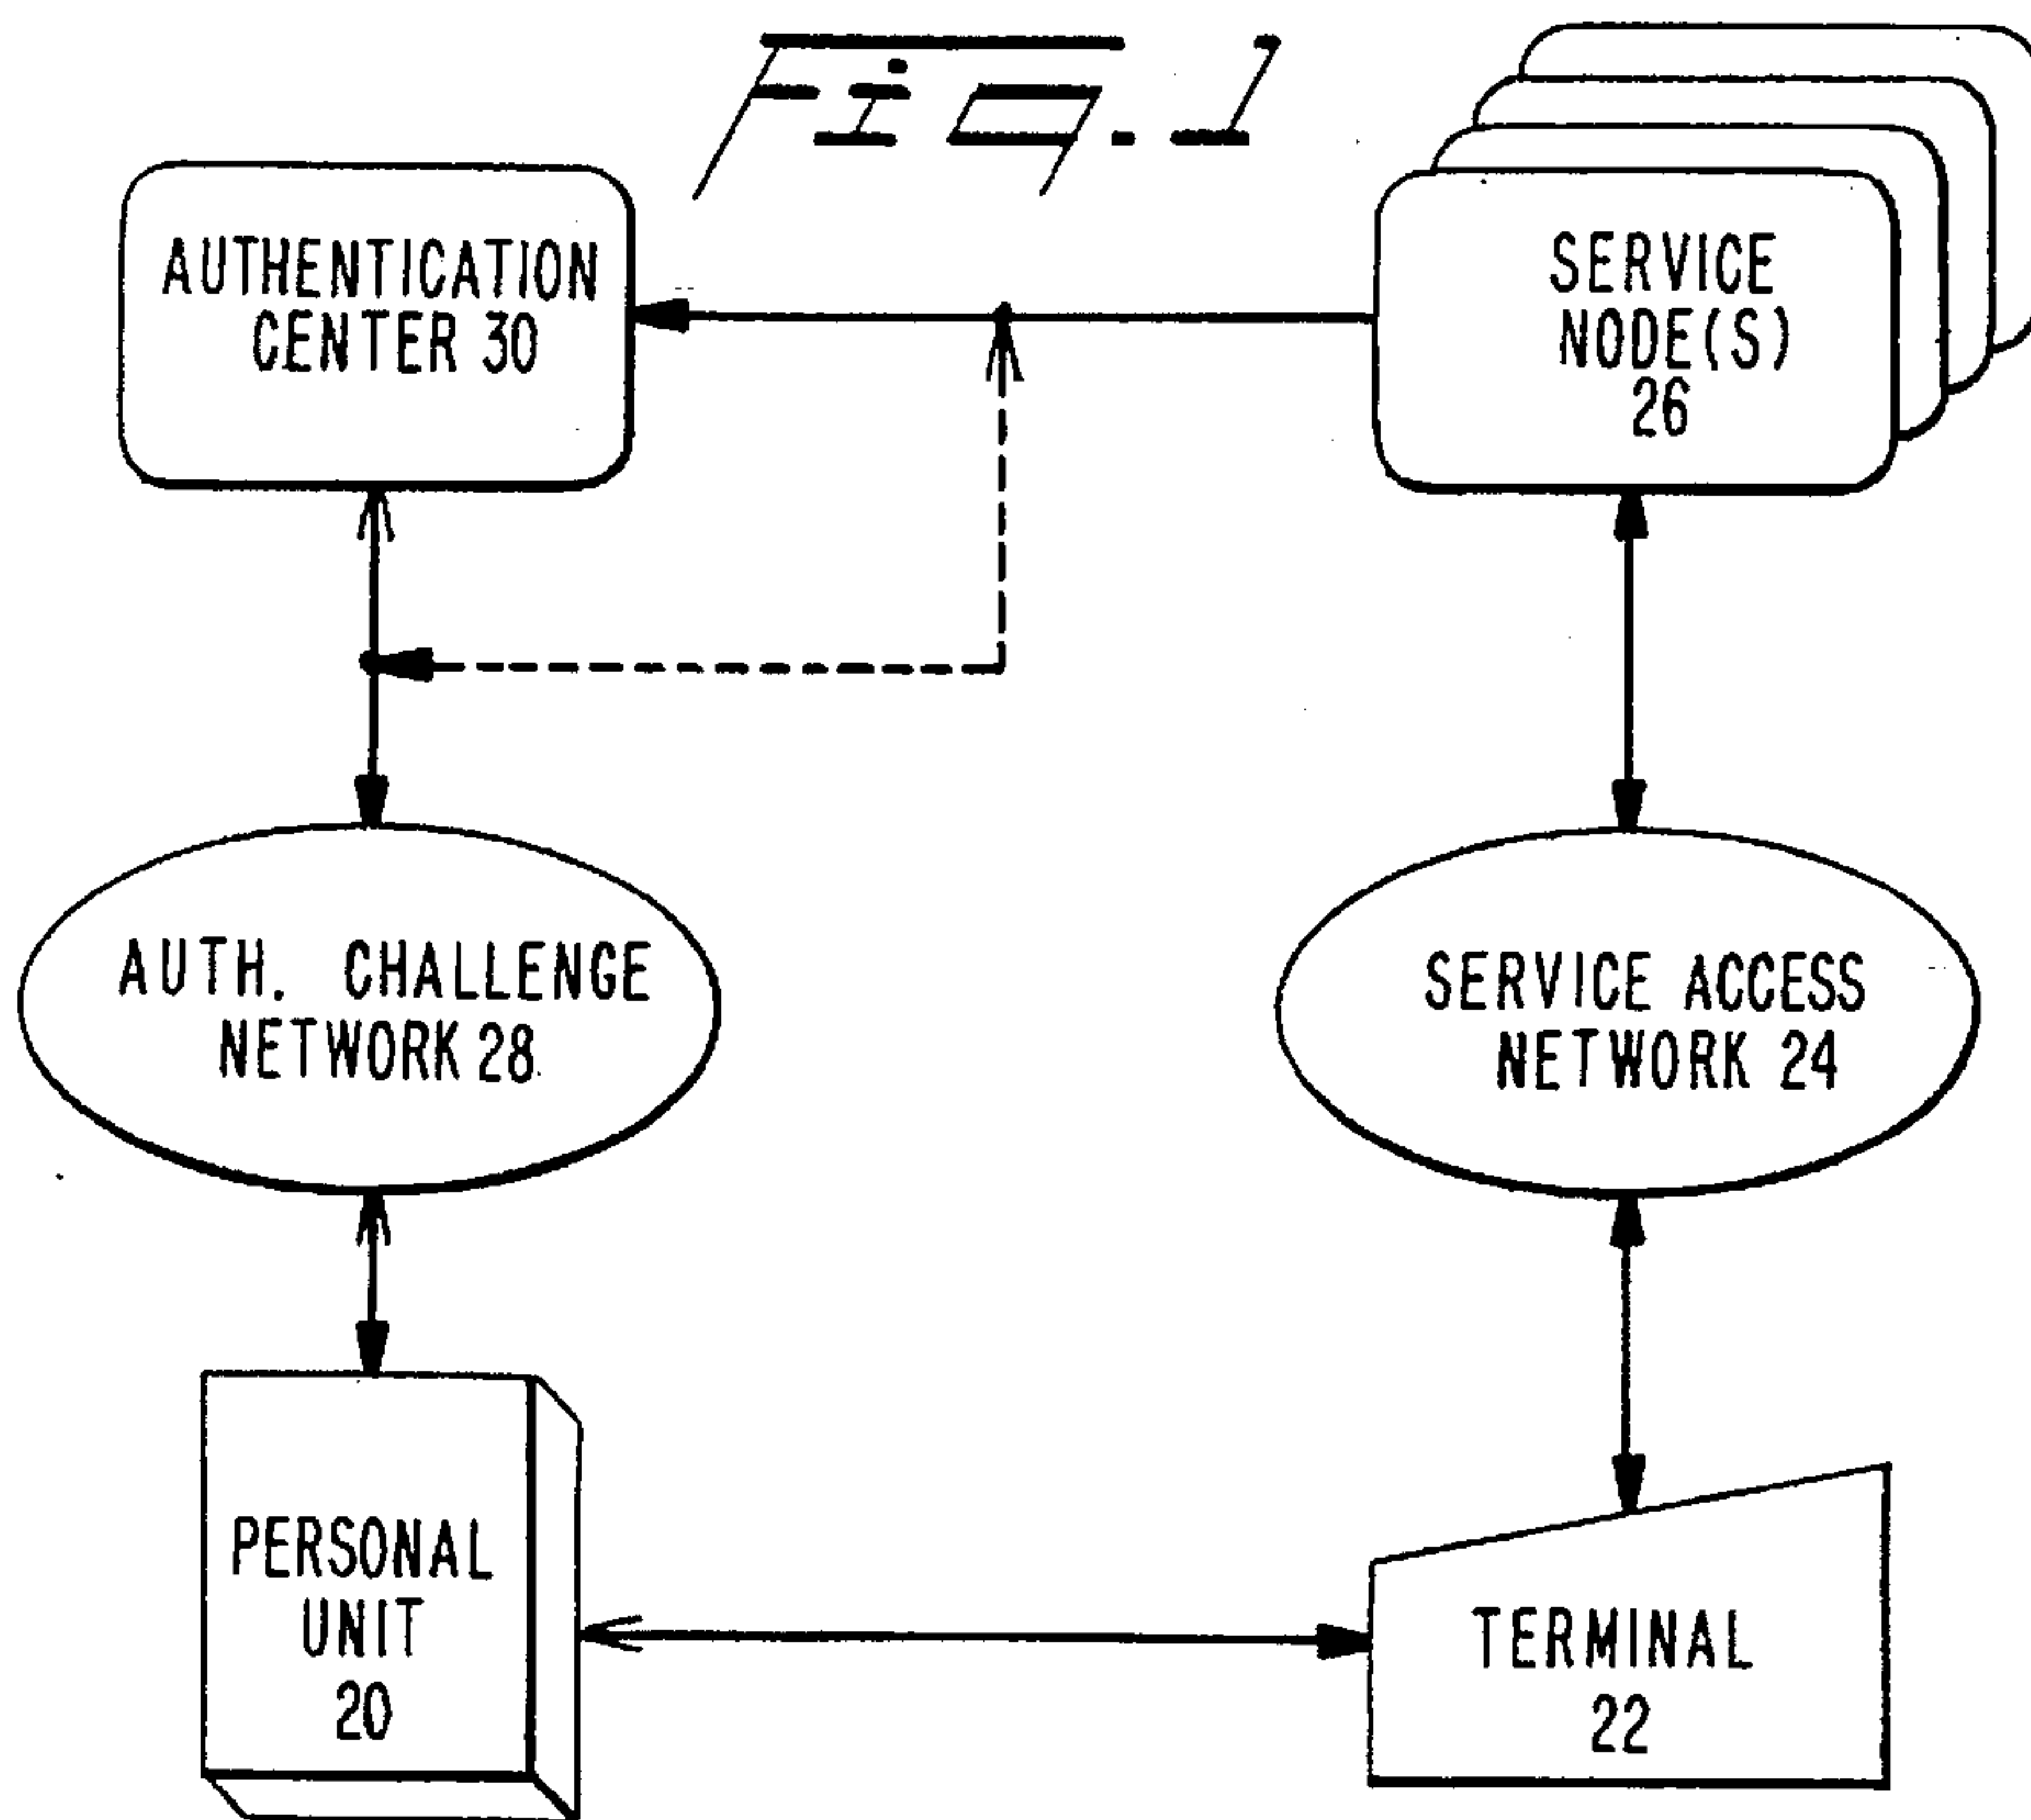 Fig. 1
AUTHENTICATION
CENTER 30
SERVICE
NODE(S)
26
AUTH. CHALLENGE
NETWORK 28
SERVICE ACCESS
NETWORK 24
PERSONAL
UNIT
20
TERMINAL
22